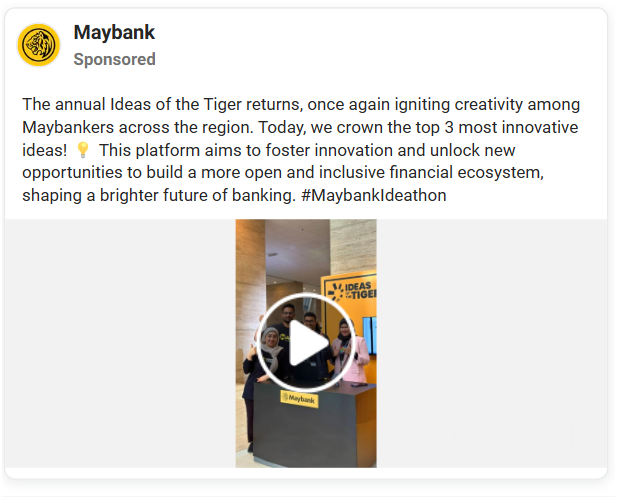 Maybank
Sponsored
The annual Ideas of the Tiger returns, once again igniting creativity among
Maybankers across the region. Today, we crown the top 3 most innovative
ideas! 💡 This platform aims to foster innovation and unlock new
opportunities to build a more open and inclusive financial ecosystem,
shaping a brighter future of banking. #MaybankIdeathon
IDEAS
TIGER
Maybank